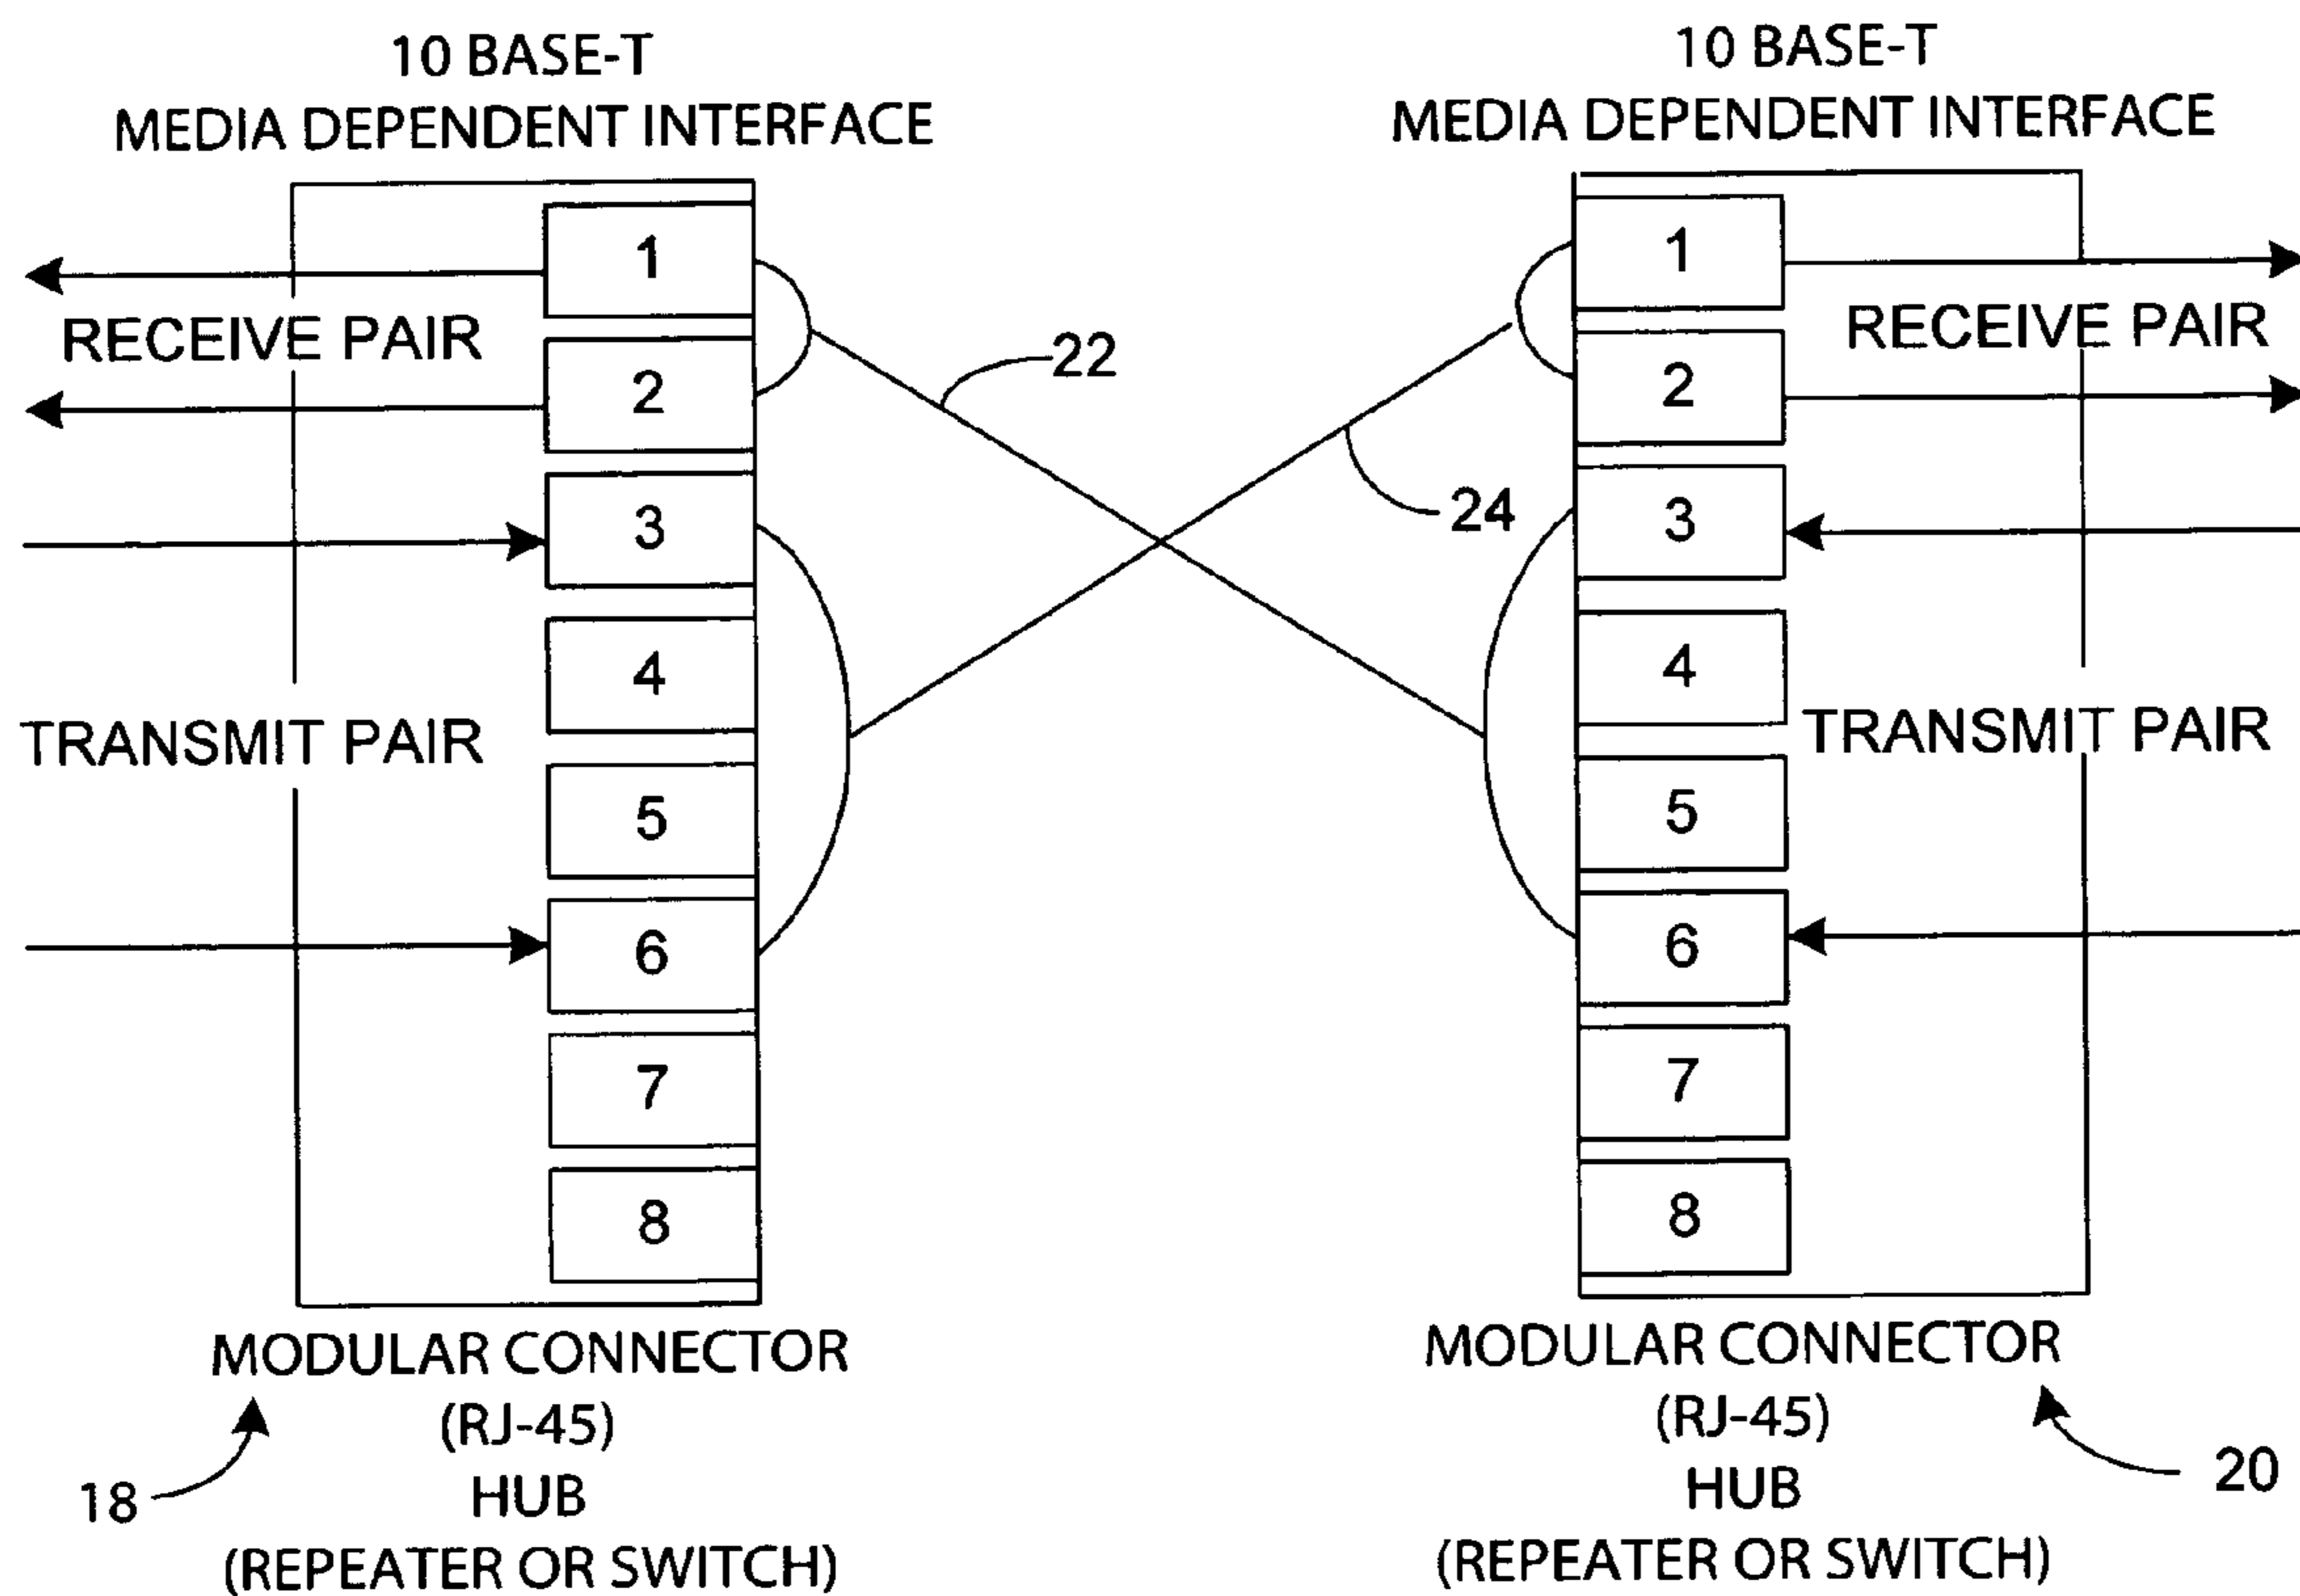 10 BASE-T
MEDIA DEPENDENT INTERFACE
10 BASE-T
MEDIA DEPENDENT INTERFACE
1
2
3
4
5
6
7
8
RECEIVE PAIR
TRANSMIT PAIR
22
24
1
2
3
4
5
6
7
8
RECEIVE PAIR
TRANSMIT PAIR
MODULAR CONNECTOR
(RJ-45)
HUB
(REPEATER OR SWITCH)
18
MODULAR CONNECTOR
(RJ-45)
HUB
(REPEATER OR SWITCH)
20